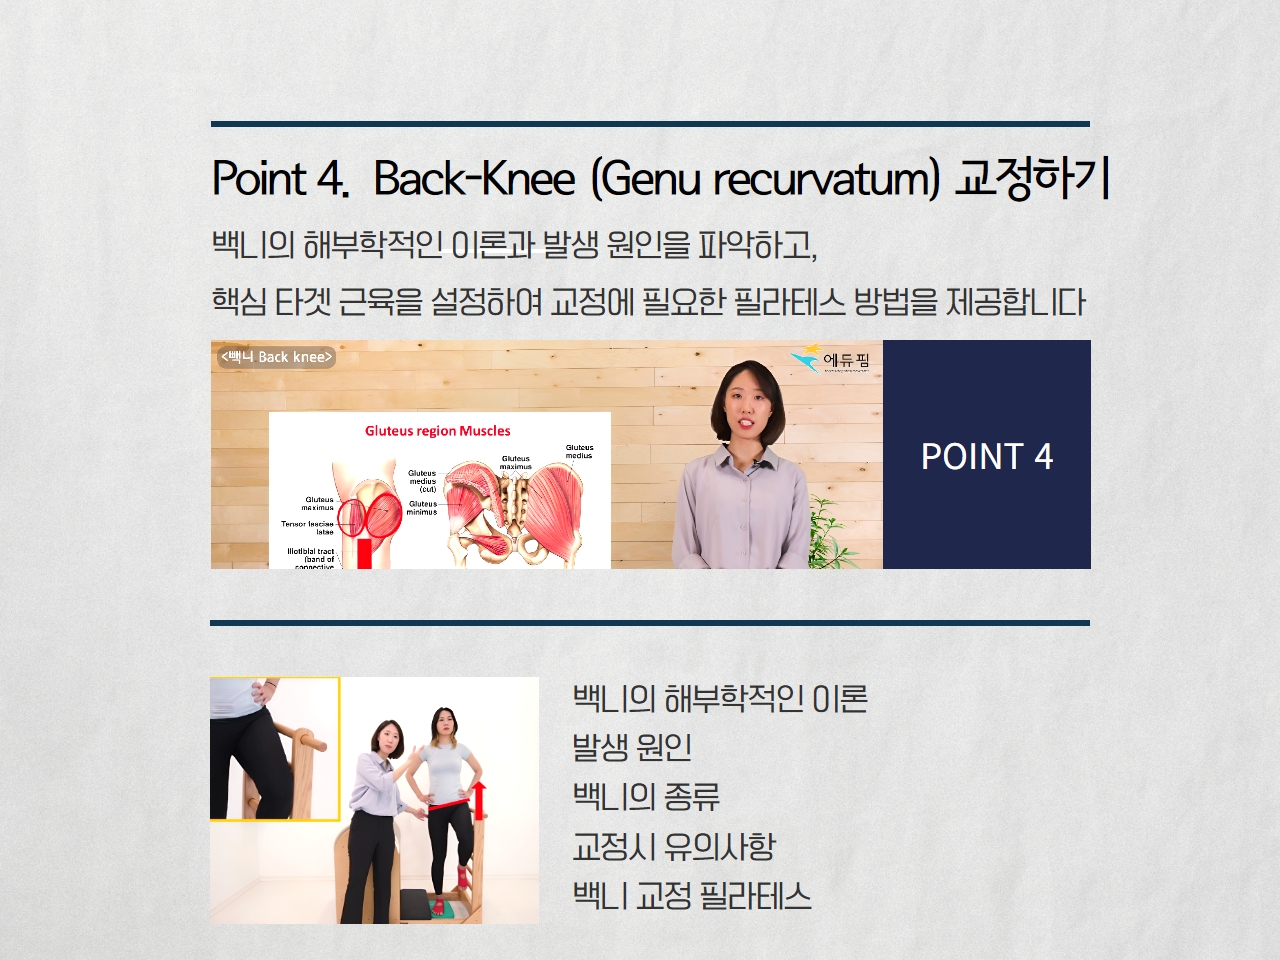 Point 4. Back-Knee (Genu recurvatum) 교정하기
백니의 해부학적인 이론과 발생 원인을 파악하고,
핵심 타겟 근육을 설정하여 교정에 필요한 필라테스 방법을 제공합니다
<빽니 Back knee>
에듀핌
Gluteus region Muscles
Gluteus
maximus
Tensor fasciae
latae
Iliotibial tract
(band of
connective
Gluteus
medius
(cut)
Gluteus
minimus
Gluteus
maximus
Gluteus
medius
POINT 4
백니의 해부학적인 이론
발생 원인
백니의 종류
교정시 유의사항
백니 교정 필라테스